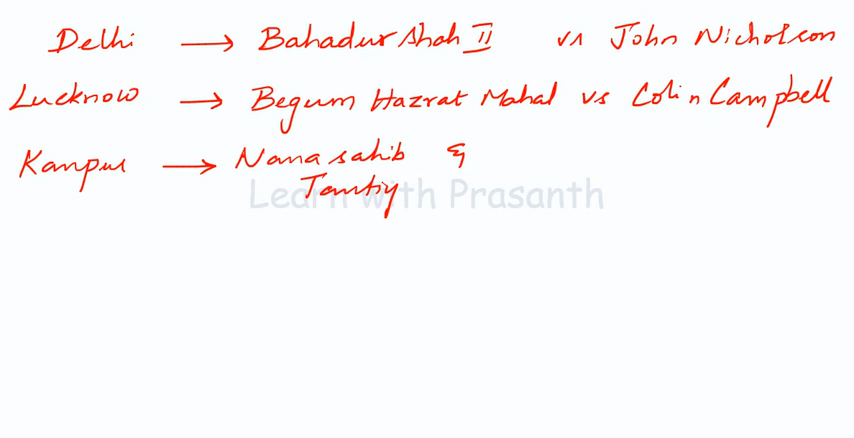 Delhi → Bahadur Shah II vs John Nicholson
Lucknow → Begum Hazrat Mahal vs Colin Campbell
Kanpur → Nana sahib &
Tantiy
Learn with Prasanth